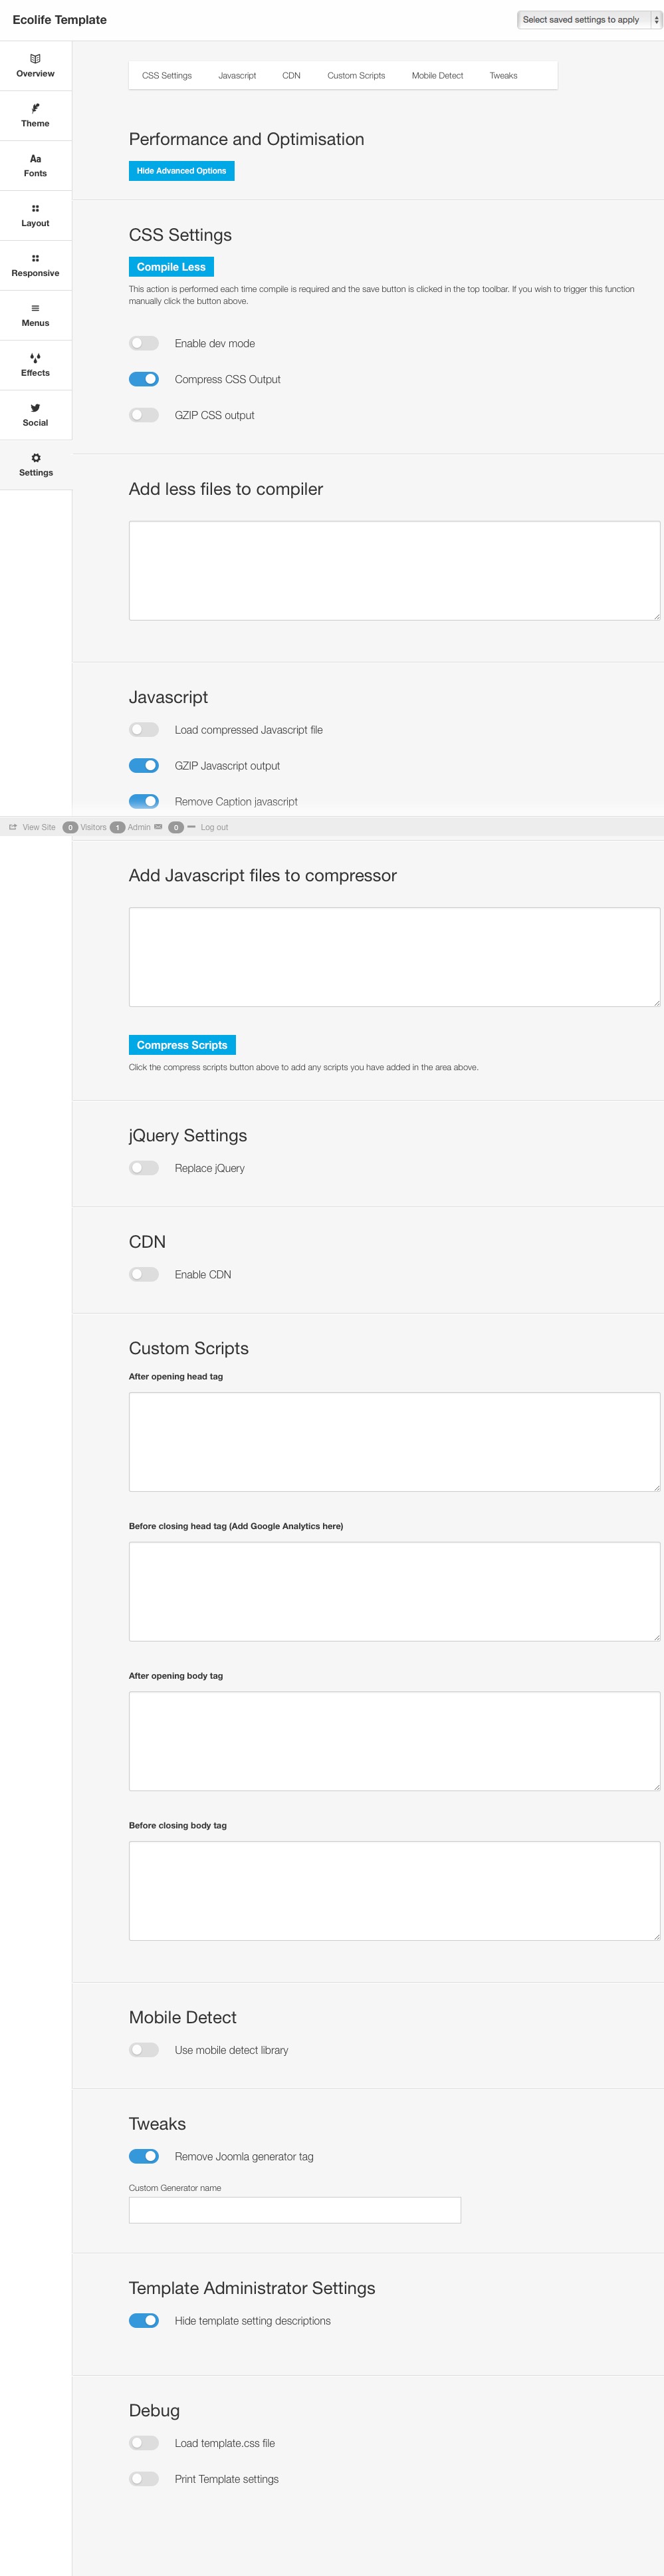 Ecolife Template
Select saved settings to apply
Overview
Aa
Theme
Fonts
Layout
Responsive
Menus
Effects
Social
Settings
CSS Settings Javascript CDN Custom Scripts Mobile Detect Tweaks
Performance and Optimisation
Hide Advanced Options
CSS Settings
Compile Less
This action is performed each time compile is required and the save button is clicked in the top toolbar. If you wish to trigger this function
manually click the button above.
Enable dev mode
Compress CSS Output
GZIP CSS output
Add less files to compiler
Javascript
Load compressed Javascript file
GZIP Javascript output
Remove Caption javascript
View Site 0 Visitors 1 Admin 0 Log out
Add Javascript files to compressor
Compress Scripts
Click the compress scripts button above to add any scripts you have added in the area above.
jQuery Settings
Replace jQuery
CDN
Enable CDN
Custom Scripts
After opening head tag
Before closing head tag (Add Google Analytics here)
After opening body tag
Before closing body tag
Mobile Detect
Use mobile detect library
Tweaks
Remove Joomla generator tag
Custom Generator name
Template Administrator Settings
Hide template setting descriptions
Debug
Load template.css file
Print Template settings